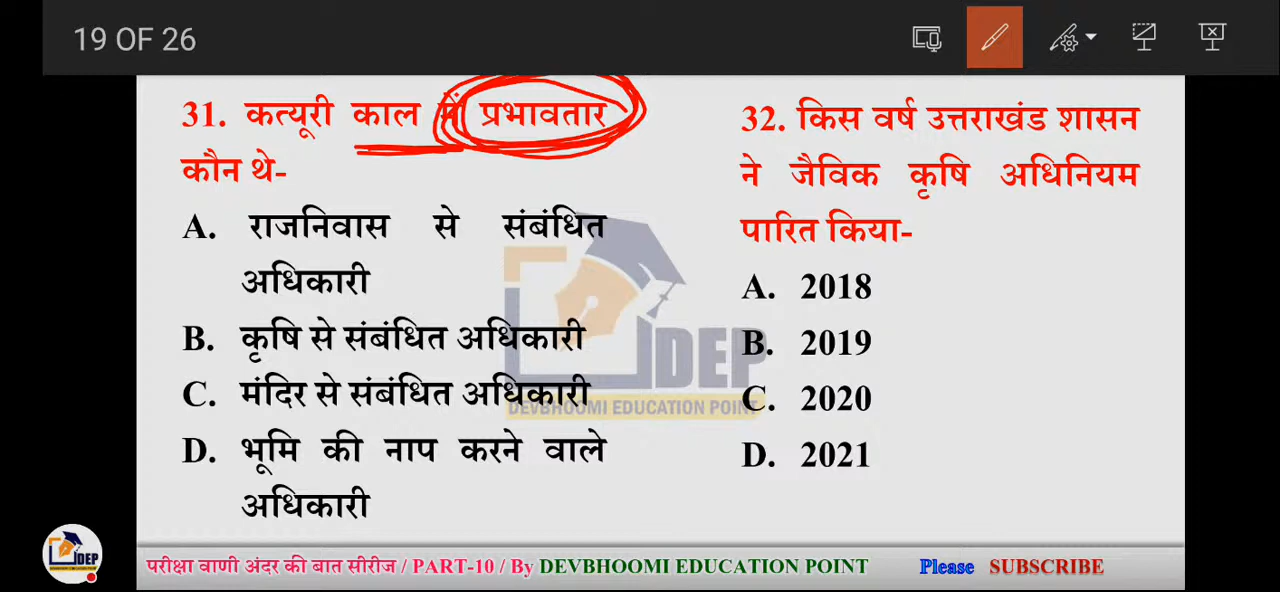 19 OF 26
31. कत्यूरी काल में प्रभावतार
कौन थे-
A. राजनिवास से संबंधित
अधिकारी
B. कृषि से संबंधित अधिकारी
C. मंदिर से संबंधित अधिकारी
D. भूमि की नाप करने वाले
अधिकारी
32. किस वर्ष उत्तराखंड शासन
ने जैविक कृषि अधिनियम
पारित किया-
A. 2018
B. 2019
C. 2020
D. 2021
DEP
DEVBHOOMI EDUCATION POINT
DEP
परीक्षा वाणी अंदर की बात सीरीज / PART-10 / By DEVBHOOMI EDUCATION POINT Please SUBSCRIBE